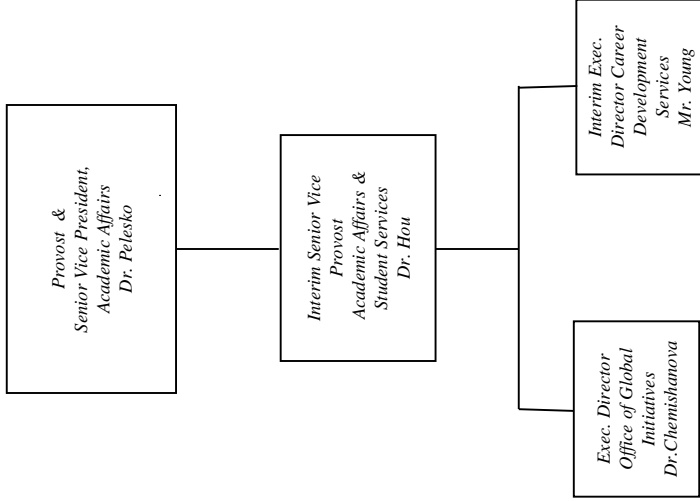 Provost &
Senior Vice President,
Academic Affairs
Dr. Pelesko
Interim Senior Vice
Provost
Academic Affairs &
Student Services
Dr. Hou
Exec. Director
Office of Global
Initiatives
Dr.Chemishanova
Interim Exec.
Director Career
Development
Services
Mr. Young